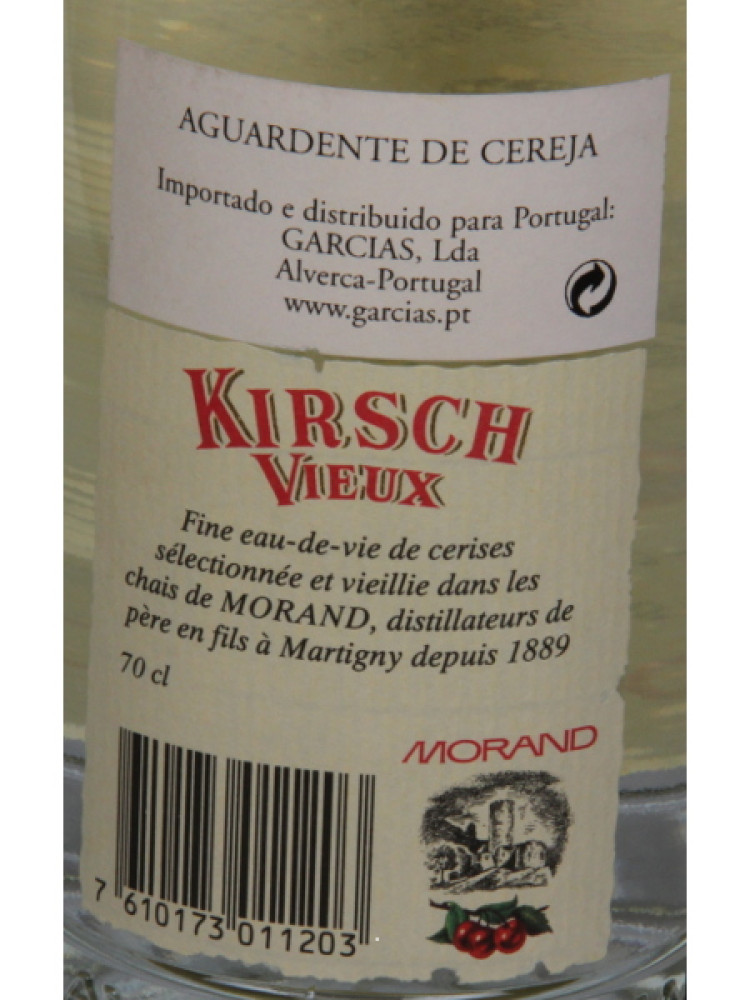 AGUARDENTE DE CEREJA
Importado e distribuido para Portugal:
GARCIAS, Lda
Alverca-Portugal
www.garcias.pt
KIRSCH
VIEUX
Fine eau-de-vie de cerises
sélectionnée et vieillie dans les
chais de MORAND, distillateurs de
père en fils à Martigny depuis 1889
70 cl
MORAND
7 610173 011203